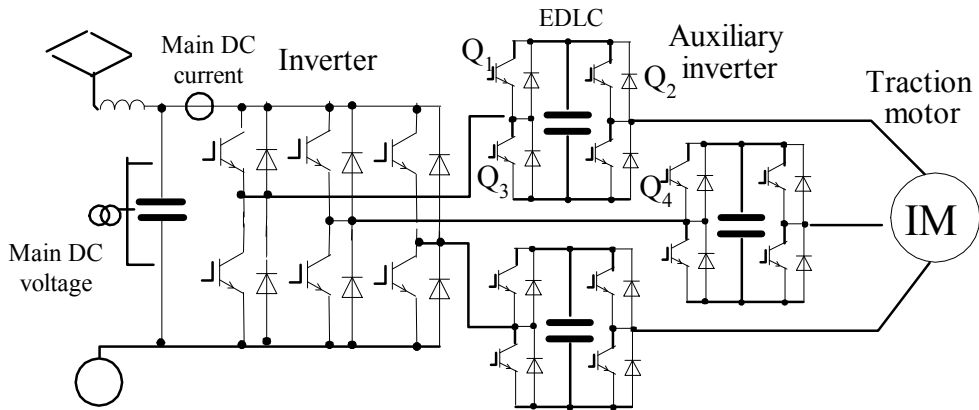 EDLC
Main DC
current
Inverter
Q1
Q2
Q3
Auxiliary
inverter
Traction
motor
Q4
IM
Main DC
voltage